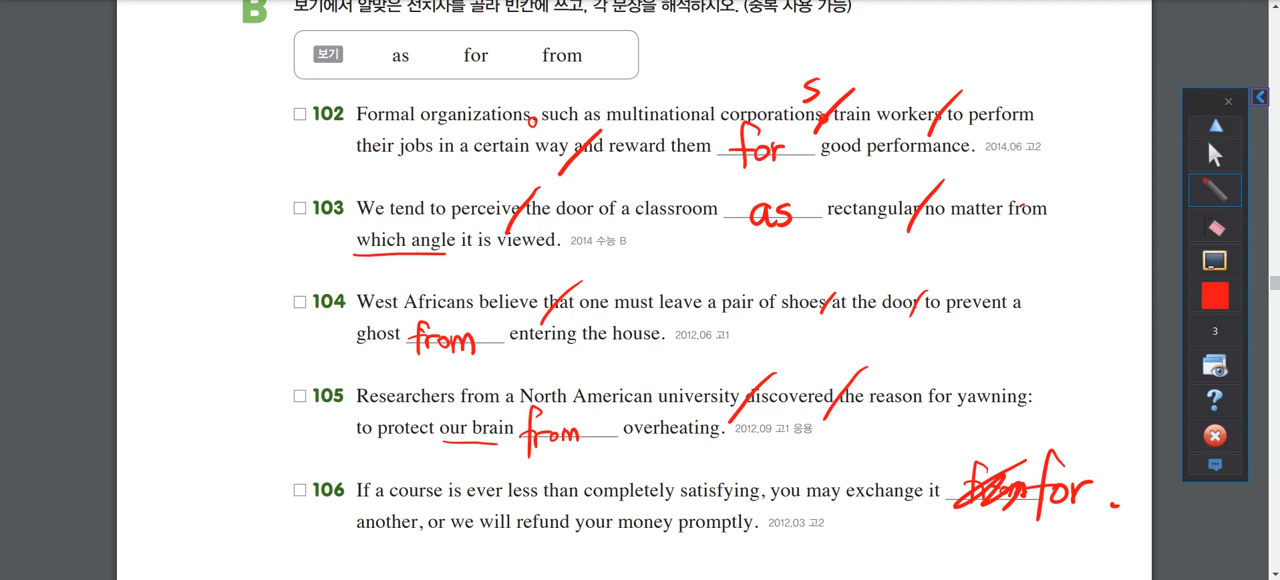 B 보기에서 알맞은 전치사를 골라 빈칸에 쓰고, 각 문장을 해석하시오. (중복 사용 가능)
보기 as for from
S
102 Formal organizations, such as multinational corporations, train workers to perform
their jobs in a certain way and reward them for good performance. 2014.06 고2
103 We tend to perceive the door of a classroom as rectangular no matter from
which angle it is viewed. 2014 수능 B
104 West Africans believe that one must leave a pair of shoes at the door to prevent a
ghost from entering the house. 2012.06 고1
105 Researchers from a North American university discovered the reason for yawning:
to protect our brain from overheating. 2012.09 고1 응용
106 If a course is ever less than completely satisfying, you may exchange it for
another, or we will refund your money promptly. 2012.03 고2
3